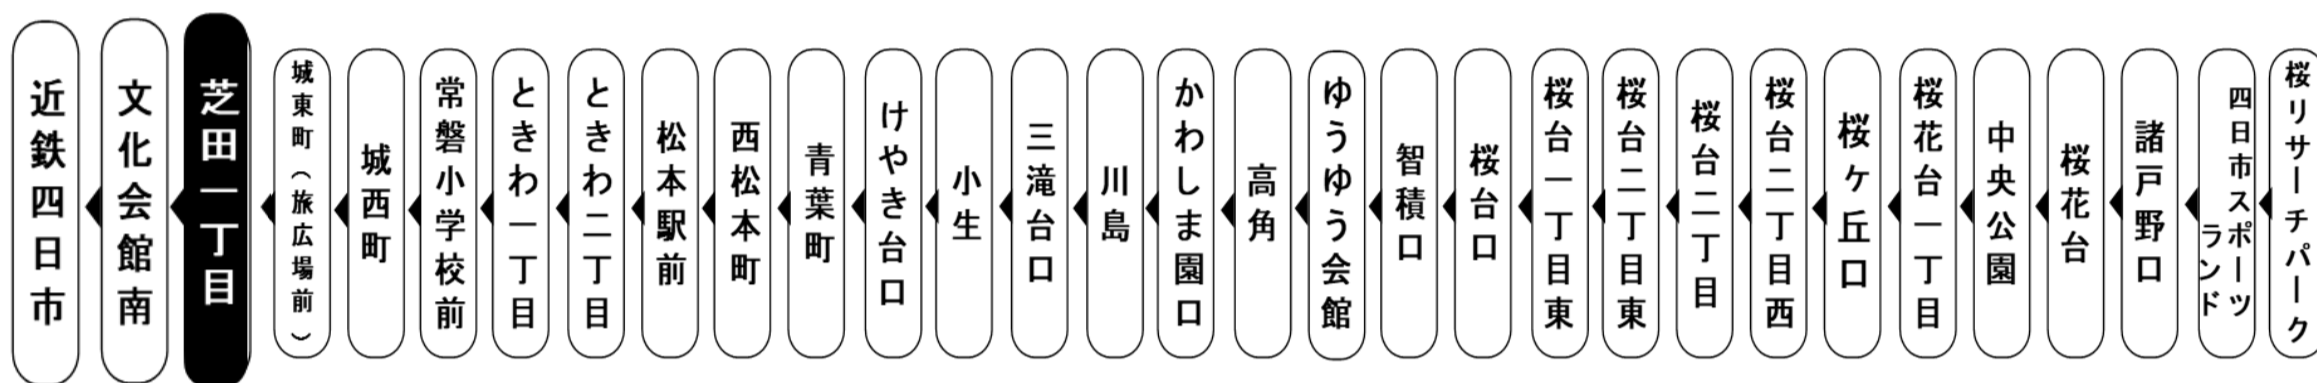 近鉄四日市
文化会館南
芝田一丁目
城東町（旅広場前）
城西町
常磐小学校前
ときわ一丁目
ときわ二丁目
松本駅前
西松本町
青葉町
けやき台口
小生
三滝台口
川島
かわしま園口
高角
ゆうゆう会館
智積口
桜台口
桜台一丁目東
桜台二丁目東
桜台二丁目
桜台二丁目西
桜ケ丘口
桜花台一丁目
中央公園
桜花台
諸戸野口
四日市スポーツ
ランド
桜リサーチパーク